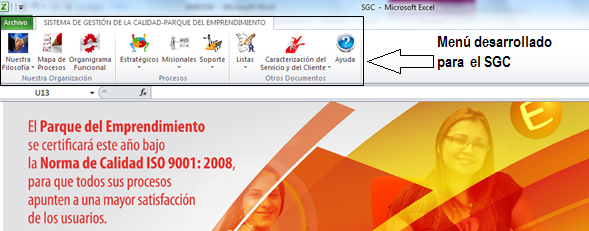 SGC - Microsoft Excel
Archivo
SISTEMA DE GESTIÓN DE LA CALIDAD-PARQUE DEL EMPRENDIMIENTO
Nuestra Filosofía
Mapa de Procesos
Organigrama Funcional
Nuestra Organización
Estratégicos
Misionales
Soporte
Procesos
Listas
Caracterización del Servicio y del Cliente
Ayuda
Otros Documentos
Menú desarrollado
para el SGC
U13
fx
El Parque del Emprendimiento
se certificará este año bajo
la Norma de Calidad ISO 9001: 2008,
para que todos sus procesos
apunten a una mayor satisfacción
de los usuarios.
E